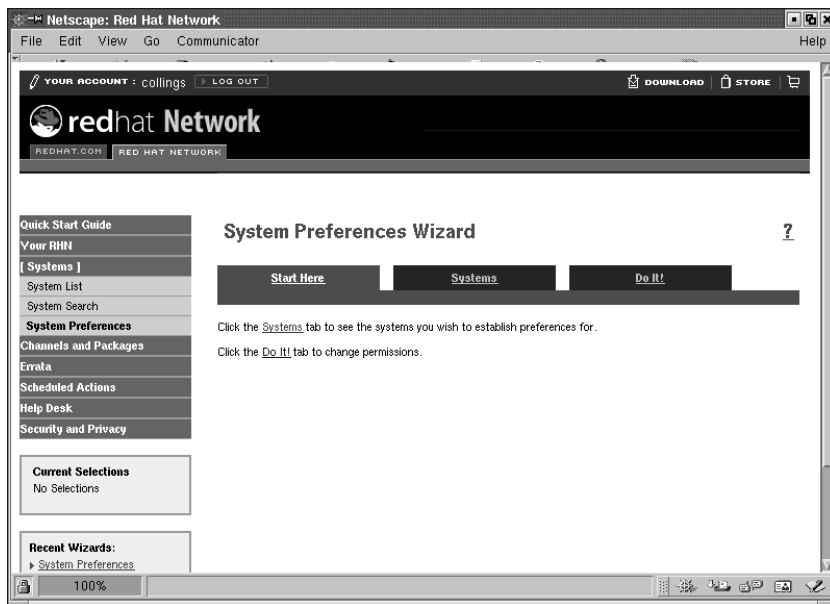 Netscape: Red Hat Network
File Edit View Go Communicator Help
YOUR ACCOUNT : collings LOG OUT DOWNLOAD STORE
redhat Network
REDHAT.COM RED HAT NETWORK
Quick Start Guide
Your RHN
[ Systems ]
System List
System Search
System Preferences
Channels and Packages
Errata
Scheduled Actions
Help Desk
Security and Privacy
Current Selections
No Selections
Recent Wizards:
System Preferences
System Preferences Wizard ?
Start Here Systems Do It!
Click the Systems tab to see the systems you wish to establish preferences for.
Click the Do It! tab to change permissions.
100%